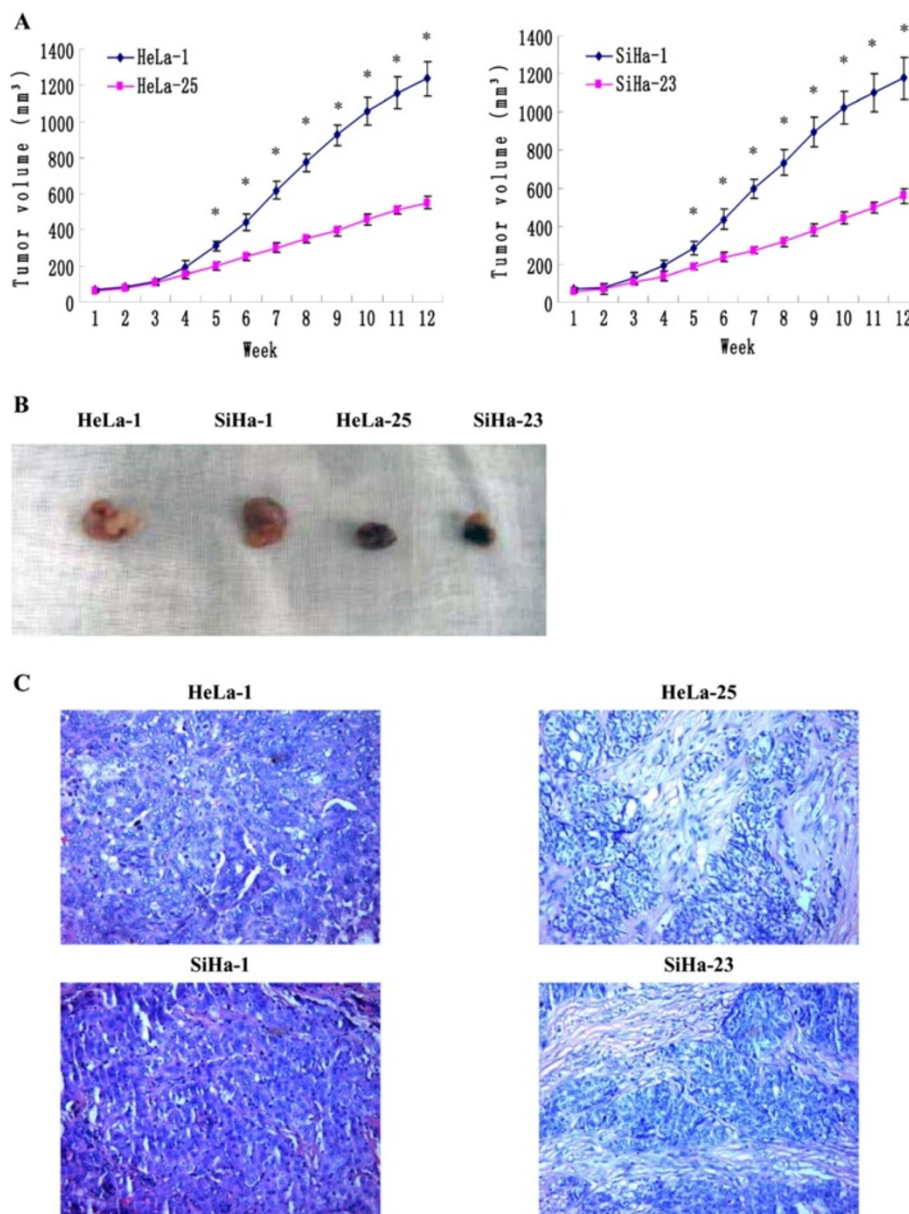 A
Tumor volume (mm³)
1400
1200
1000
800
600
400
200
0
HeLa-1
HeLa-25
* * * * * * * *
1 2 3 4 5 6 7 8 9 10 11 12
Week
Tumor volume (mm³)
1400
1200
1000
800
600
400
200
0
SiHa-1
SiHa-23
* * * * * * * *
1 2 3 4 5 6 7 8 9 10 11 12
Week
B
HeLa-1 SiHa-1 HeLa-25 SiHa-23
C
HeLa-1 HeLa-25
SiHa-1 SiHa-23